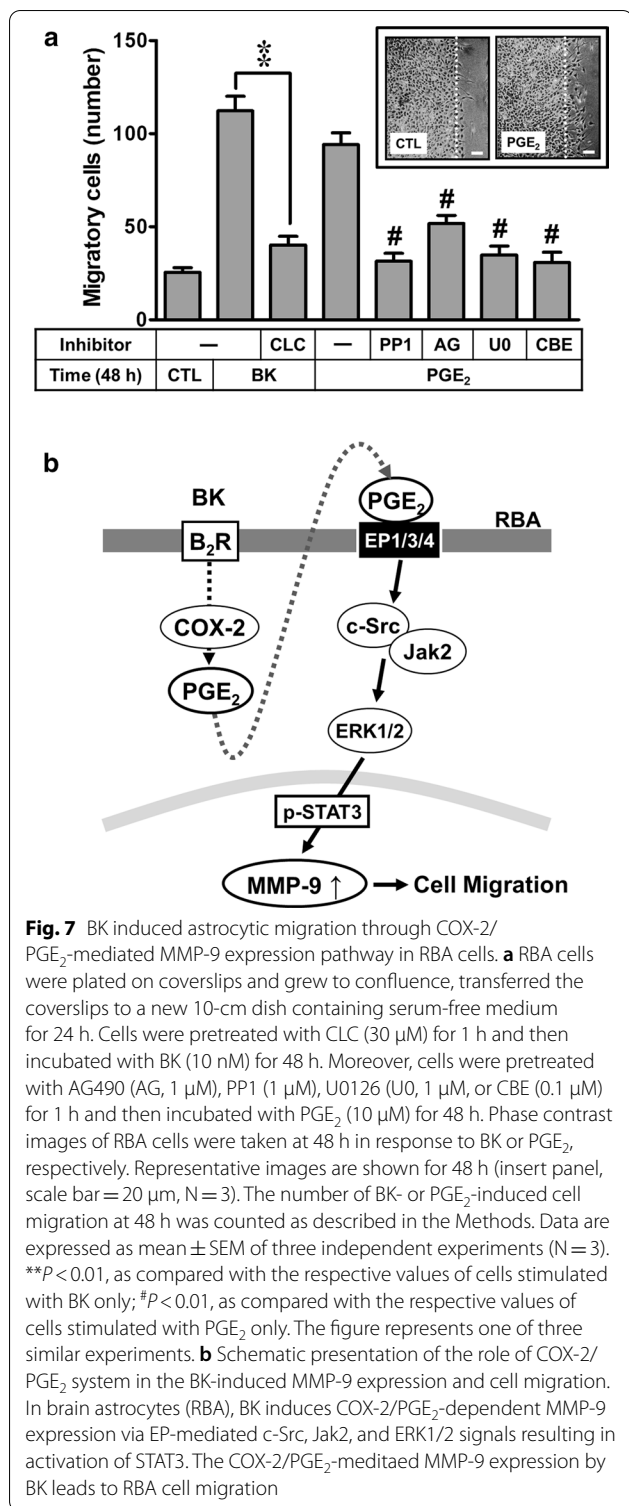 a
150
100
50
0
Migratory cells (number)
**
CTL
PGE₂
#
#
#
#
Inhibitor — CLC — PP1 AG U0 CBE
Time (48 h) CTL BK PGE₂
b
BK
PGE₂
RBA
B₂R
EP1/3/4
COX-2
c-Src
Jak2
PGE₂
ERK1/2
p-STAT3
MMP-9 ↑ Cell Migration
Fig. 7 BK induced astrocytic migration through COX-2/
PGE₂-mediated MMP-9 expression pathway in RBA cells. a RBA cells
were plated on coverslips and grew to confluence, transferred the
coverslips to a new 10-cm dish containing serum-free medium
for 24 h. Cells were pretreated with CLC (30 μM) for 1 h and then
incubated with BK (10 nM) for 48 h. Moreover, cells were pretreated
with AG490 (AG, 1 μM), PP1 (1 μM), U0126 (U0, 1 μM, or CBE (0.1 μM)
for 1 h and then incubated with PGE₂ (10 μM) for 48 h. Phase contrast
images of RBA cells were taken at 48 h in response to BK or PGE₂,
respectively. Representative images are shown for 48 h (insert panel,
scale bar = 20 μm, N = 3). The number of BK- or PGE₂-induced cell
migration at 48 h was counted as described in the Methods. Data are
expressed as mean ± SEM of three independent experiments (N = 3).
**P < 0.01, as compared with the respective values of cells stimulated
with BK only; #P < 0.01, as compared with the respective values of
cells stimulated with PGE₂ only. The figure represents one of three
similar experiments. b Schematic presentation of the role of COX-2/
PGE₂ system in the BK-induced MMP-9 expression and cell migration.
In brain astrocytes (RBA), BK induces COX-2/PGE₂-dependent MMP-9
expression via EP-mediated c-Src, Jak2, and ERK1/2 signals resulting in
activation of STAT3. The COX-2/PGE₂-meditaed MMP-9 expression by
BK leads to RBA cell migration